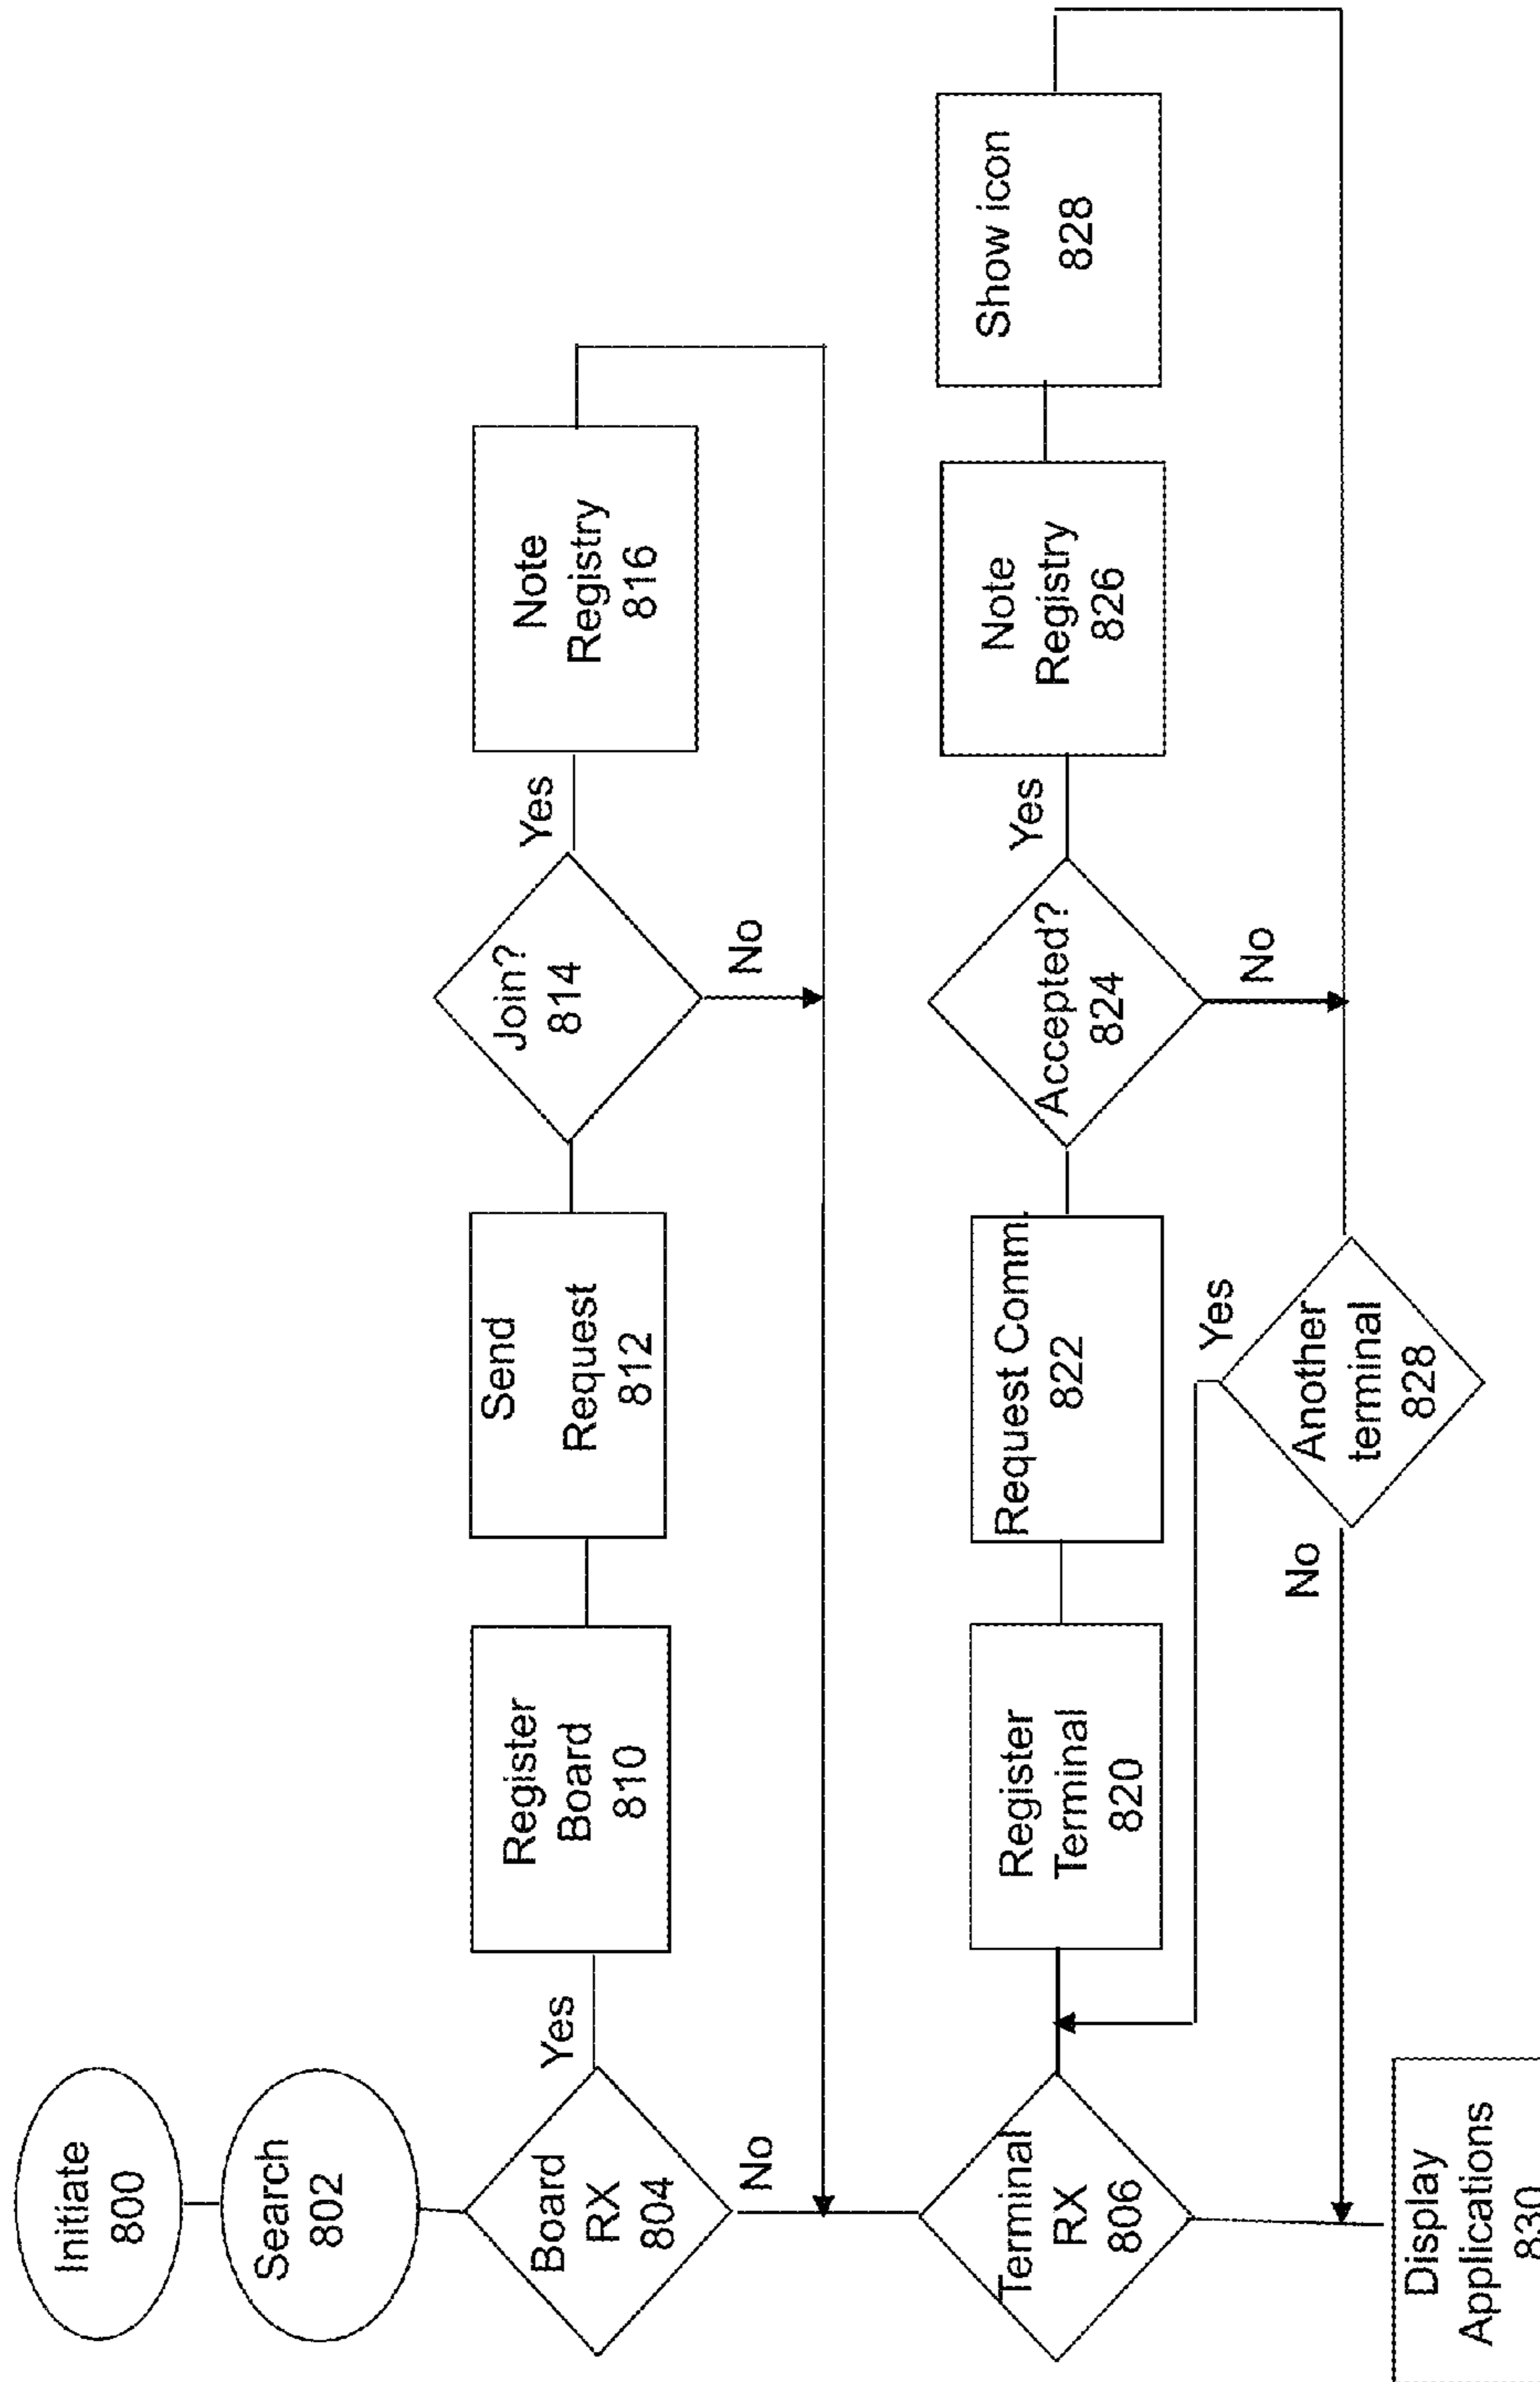 Initiate
800
Search
802
Board
RX
804
Yes
Register
Board
810
Send
Request
812
Join?
814
Yes
Note
Registry
816
No
No
Terminal
RX
806
Register
Terminal
820
Request Comm.
822
Accepted?
824
Yes
Note
Registry
826
Show icon
828
No
Yes
Another
terminal
828
No
Display
Applications
830